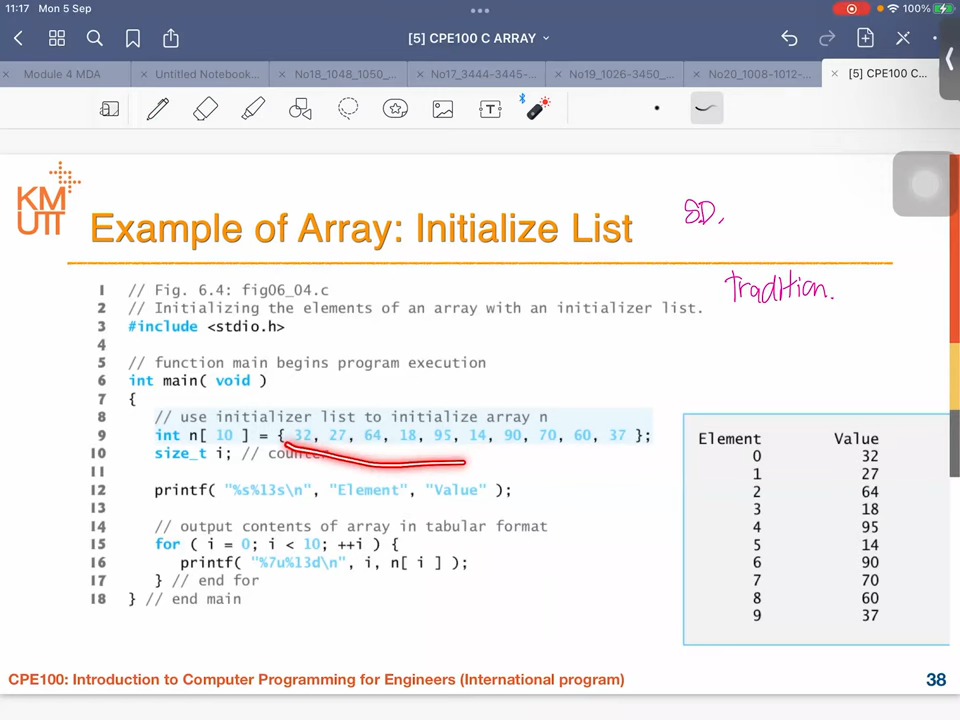 11:17 Mon 5 Sep
100%
[5] CPE100 C ARRAY
Module 4 MDA
Untitled Notebook...
No18_1048_1050_...
No17_3444-3445-...
No19_1026-3450_...
No20_1008-1012-...
[5] CPE100 C...
KM
UTT
Example of Array: Initialize List
SD,
Tradition.
1 // Fig. 6.4: fig06_04.c
2 // Initializing the elements of an array with an initializer list.
3 #include <stdio.h>
4
5 // function main begins program execution
6 int main( void )
7 {
8 // use initializer list to initialize array n
9 int n[ 10 ] = { 32, 27, 64, 18, 95, 14, 90, 70, 60, 37 };
10 size_t i; // counter
11
12 printf( "%s%13s\n", "Element", "Value" );
13
14 // output contents of array in tabular format
15 for ( i = 0; i < 10; ++i ) {
16 printf( "%7u%13d\n", i, n[ i ] );
17 } // end for
18 } // end main
Element Value
0 32
1 27
2 64
3 18
4 95
5 14
6 90
7 70
8 60
9 37
CPE100: Introduction to Computer Programming for Engineers (International program)
38